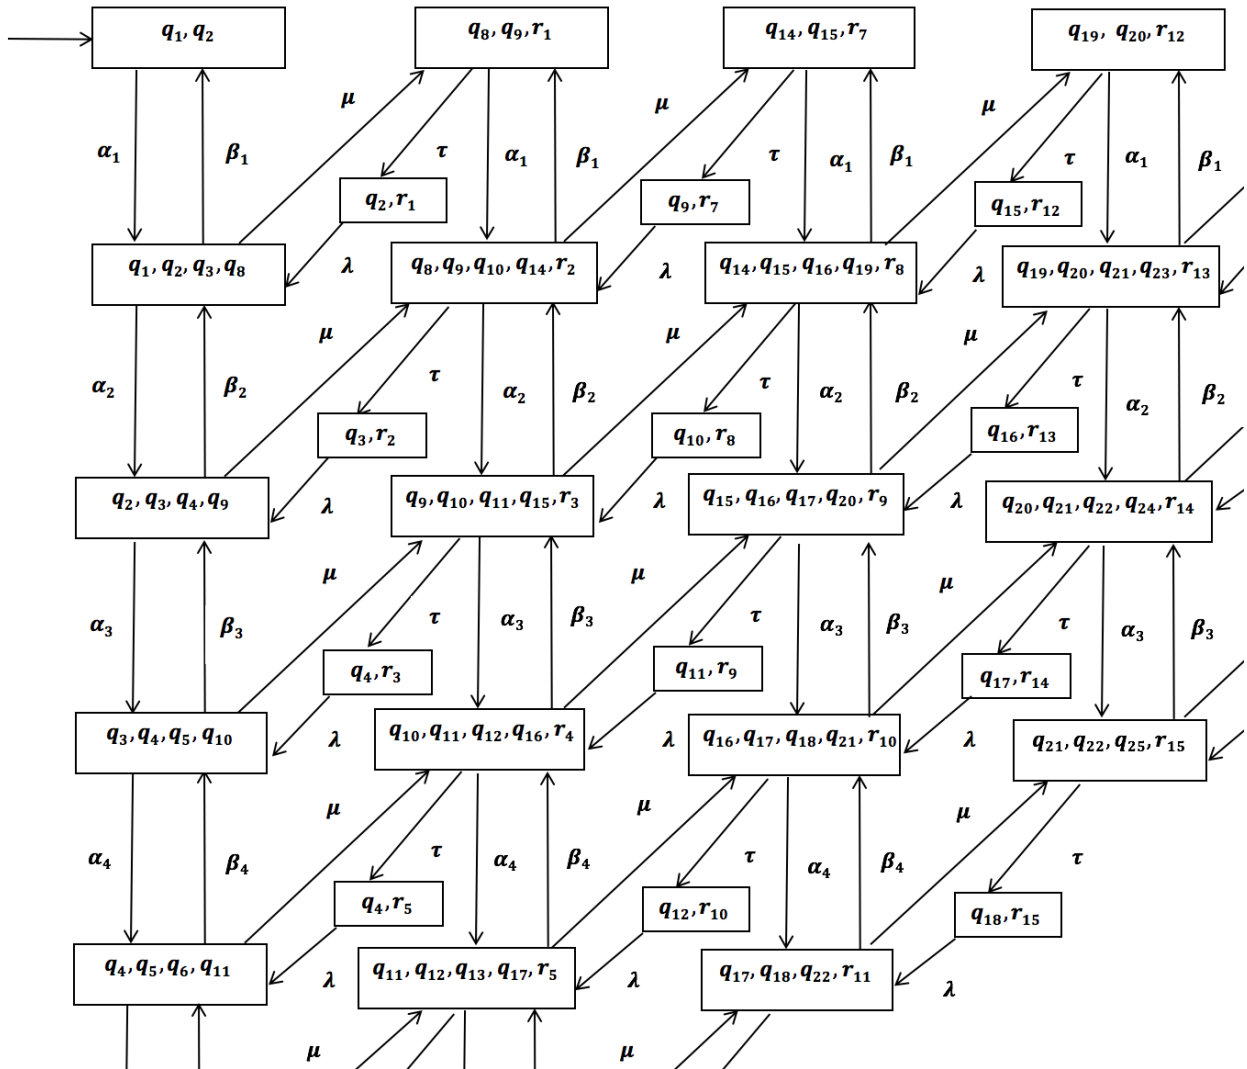 q₁, q₂
q₈, q₉, r₁
q₁₄, q₁₅, r₇
q₁₉, q₂₀, r₁₂
μ
μ
μ
α₁
β₁
τ
α₁
β₁
τ
α₁
β₁
τ
α₁
β₁
q₂, r₁
q₉, r₇
q₁₅, r₁₂
q₁, q₂, q₃, q₈
λ
q₈, q₉, q₁₀, q₁₄, r₂
λ
q₁₄, q₁₅, q₁₆, q₁₉, r₈
λ
q₁₉, q₂₀, q₂₁, q₂₃, r₁₃
μ
μ
μ
α₂
β₂
τ
α₂
β₂
τ
α₂
β₂
τ
α₂
β₂
q₃, r₂
q₁₀, r₈
q₁₆, r₁₃
q₂, q₃, q₄, q₉
λ
q₉, q₁₀, q₁₁, q₁₅, r₃
λ
q₁₅, q₁₆, q₁₇, q₂₀, r₉
λ
q₂₀, q₂₁, q₂₂, q₂₄, r₁₄
μ
μ
μ
α₃
β₃
τ
α₃
β₃
τ
α₃
β₃
τ
α₃
β₃
q₄, r₃
q₁₁, r₉
q₁₇, r₁₄
q₃, q₄, q₅, q₁₀
λ
q₁₀, q₁₁, q₁₂, q₁₆, r₄
λ
q₁₆, q₁₇, q₁₈, q₂₁, r₁₀
λ
q₂₁, q₂₂, q₂₅, r₁₅
μ
μ
μ
α₄
β₄
τ
α₄
β₄
τ
α₄
β₄
τ
q₄, r₅
q₁₂, r₁₀
q₁₈, r₁₅
q₄, q₅, q₆, q₁₁
λ
q₁₁, q₁₂, q₁₃, q₁₇, r₅
λ
q₁₇, q₁₈, q₂₂, r₁₁
λ
μ
μ